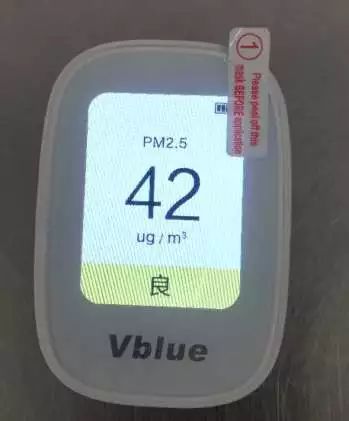 PM2.5
42
ug / m³
良
Vblue
1
Please peel off this
mask BEFORE application